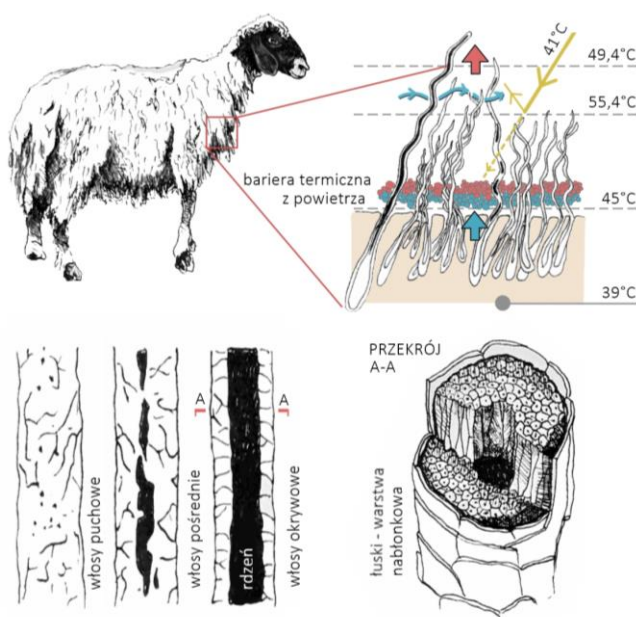 41°C
49,4°C
55,4°C
bariera termiczna
z powietrza
45°C
39°C
włosy puchowe
włosy pośrednie
A
A
rdzeń
włosy okrywowe
PRZEKRÓJ
A-A
łuski - warstwa
nabłonkowa